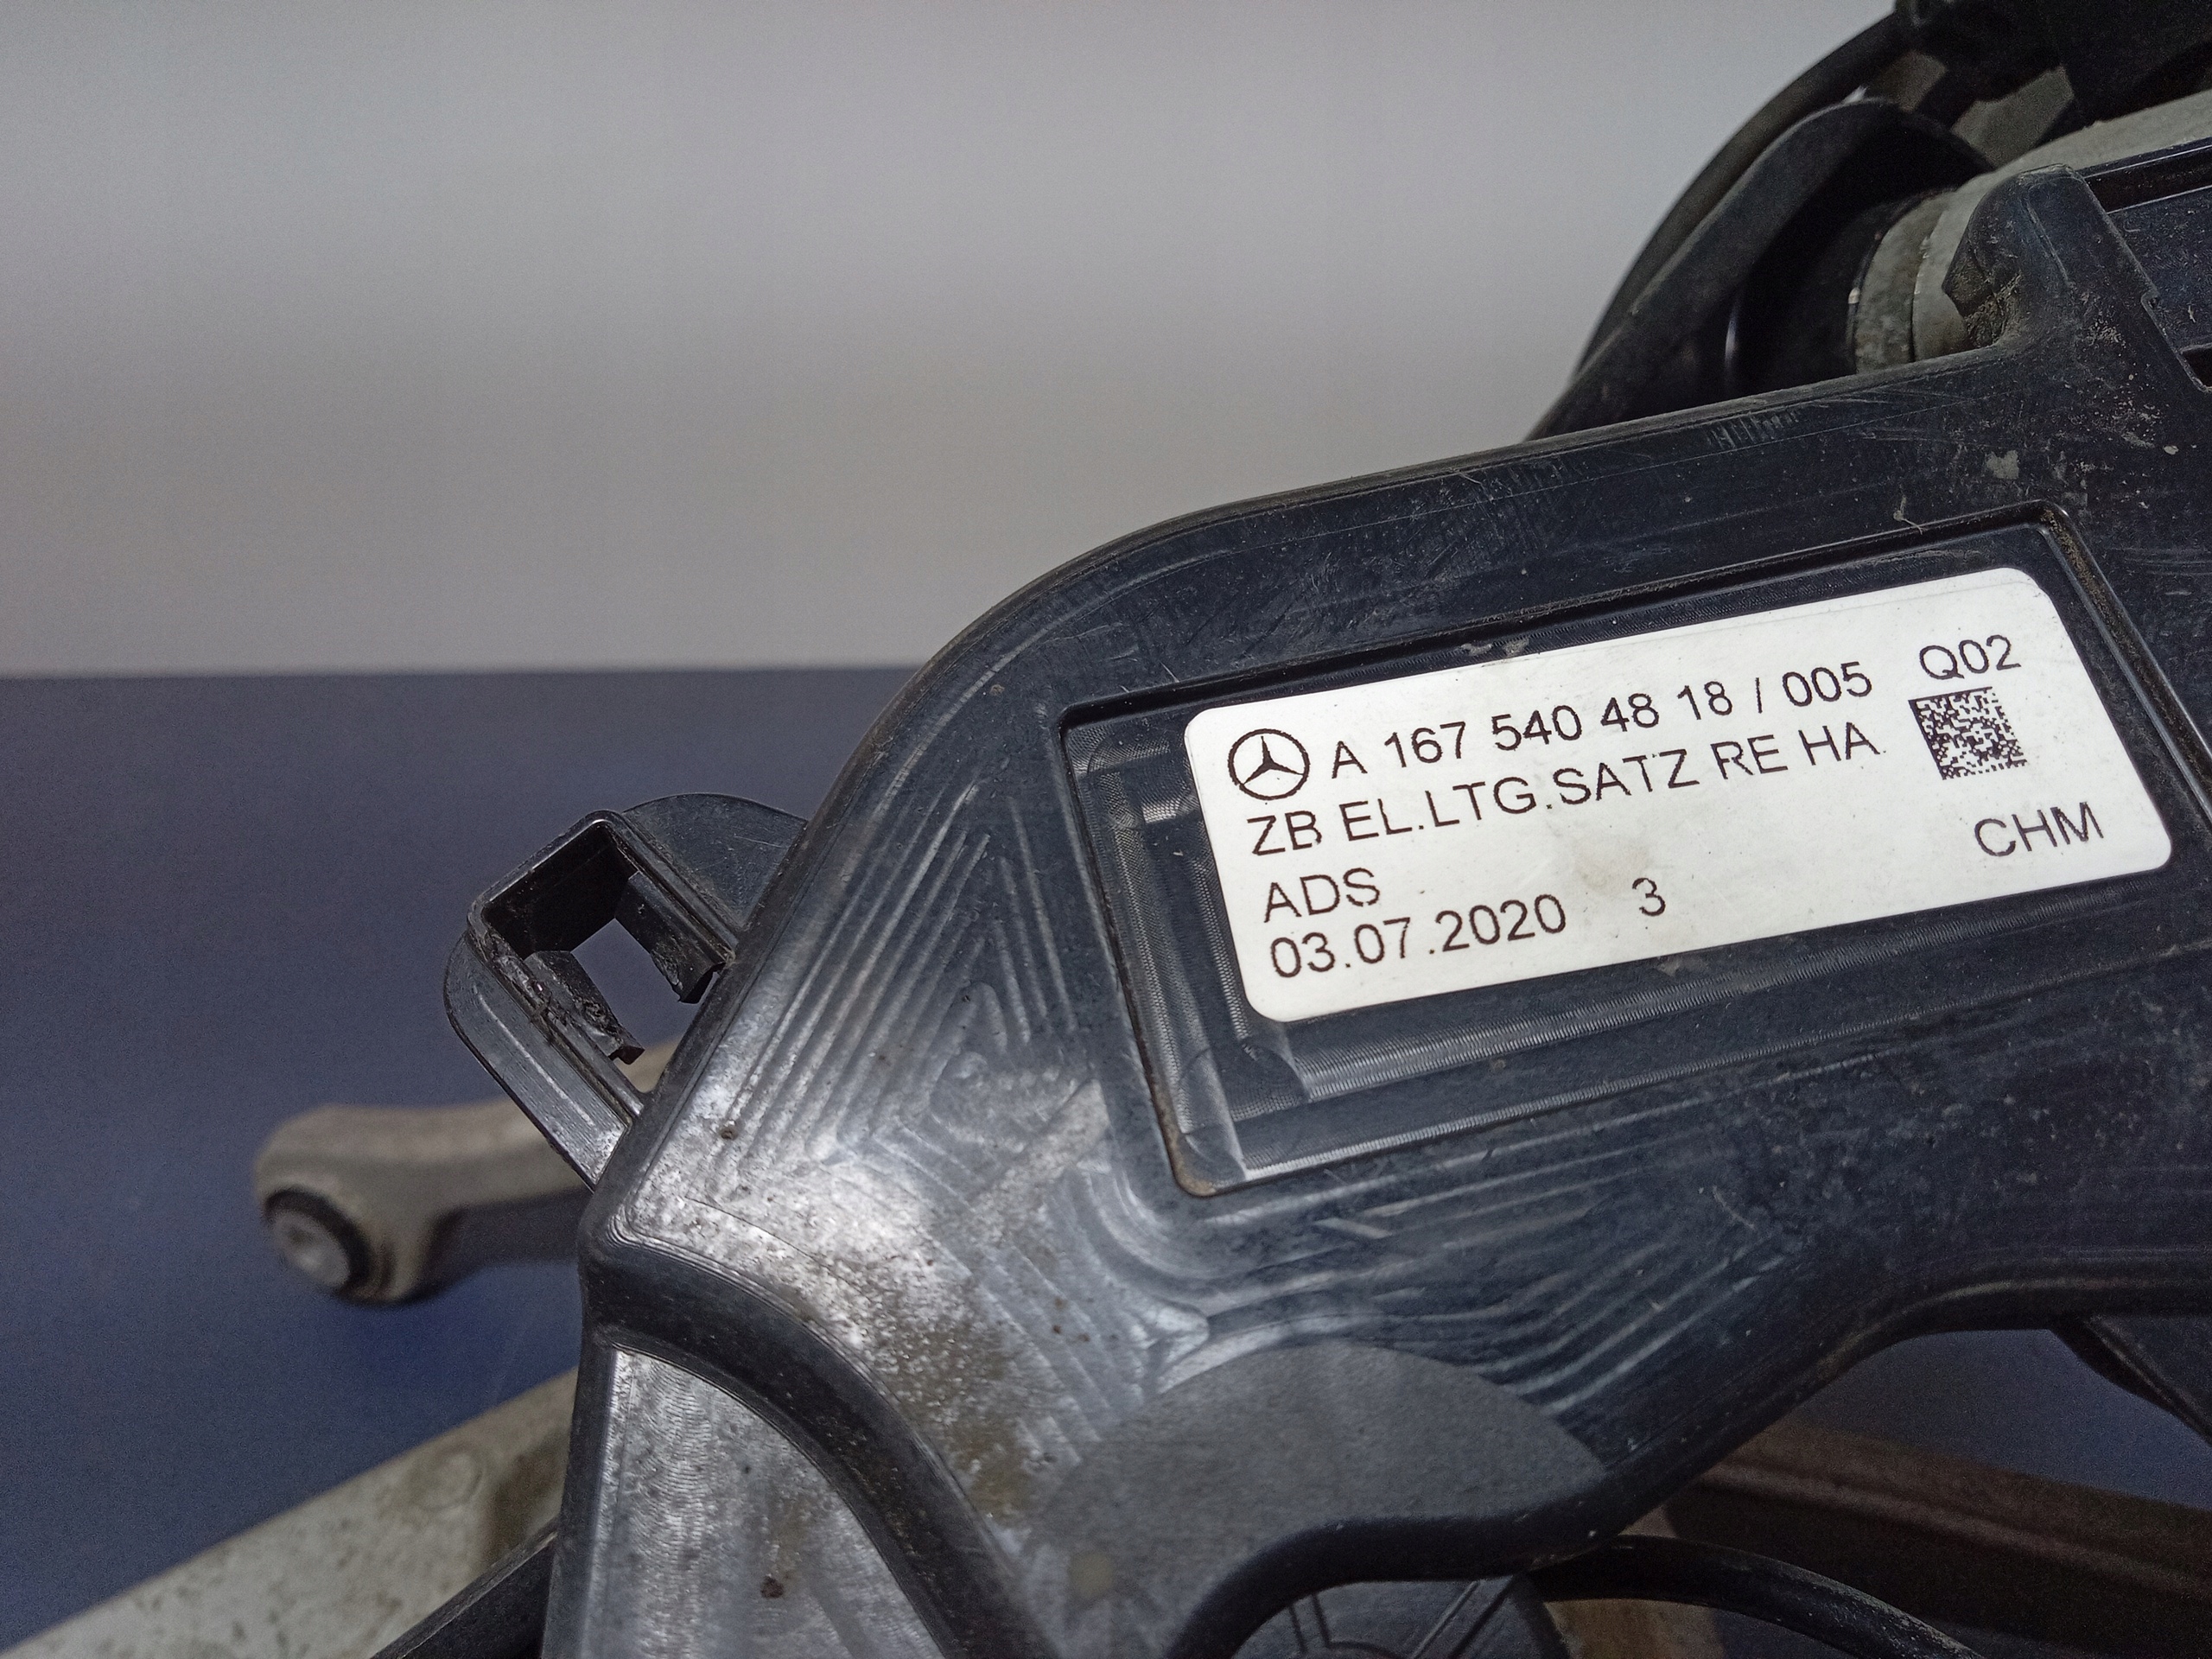 A 167 540 48 18 / 005 Q02
ZB EL.LTG.SATZ RE HA
ADS CHM
03.07.2020 3